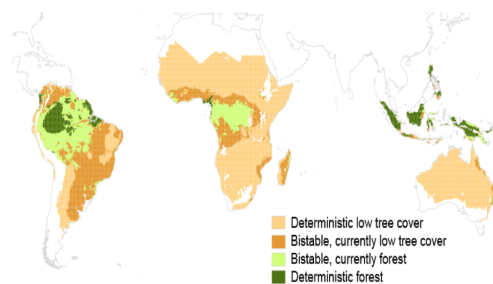 Deterministic low tree cover
Bistable, currently low tree cover
Bistable, currently forest
Deterministic forest